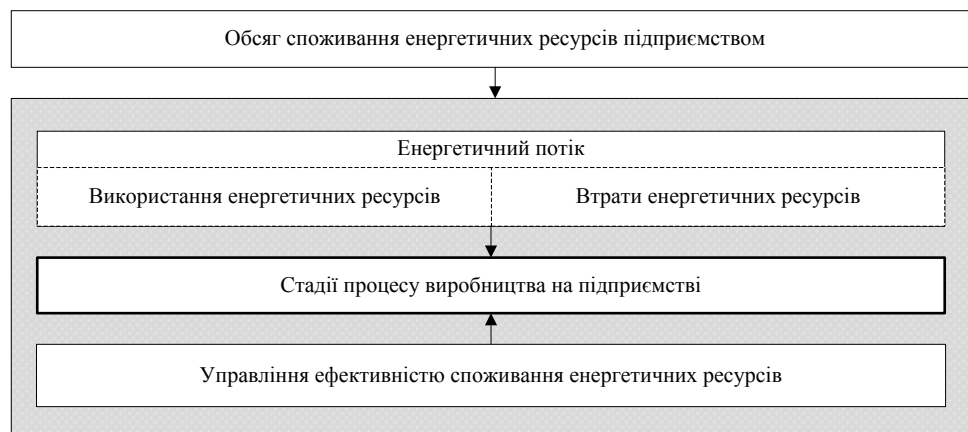 Обсяг споживання енергетичних ресурсів підприємством
Енергетичний потік
Використання енергетичних ресурсів
Втрати енергетичних ресурсів
Стадії процесу виробництва на підприємстві
Управління ефективністю споживання енергетичних ресурсів